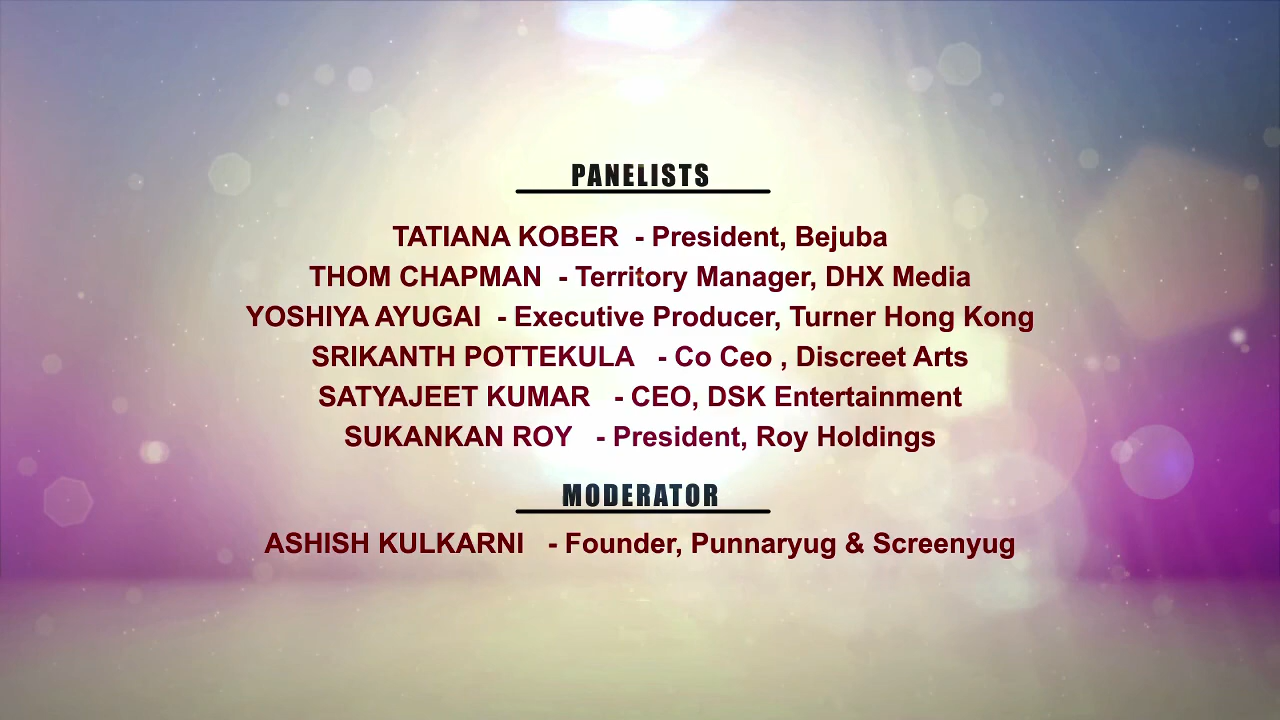 PANELISTS
TATIANA KOBER - President, Bejuba
THOM CHAPMAN - Territory Manager, DHX Media
YOSHIYA AYUGAI - Executive Producer, Turner Hong Kong
SRIKANTH POTTEKULA - Co Ceo , Discreet Arts
SATYAJEET KUMAR - CEO, DSK Entertainment
SUKANKAN ROY - President, Roy Holdings
MODERATOR
ASHISH KULKARNI - Founder, Punnaryug & Screenyug